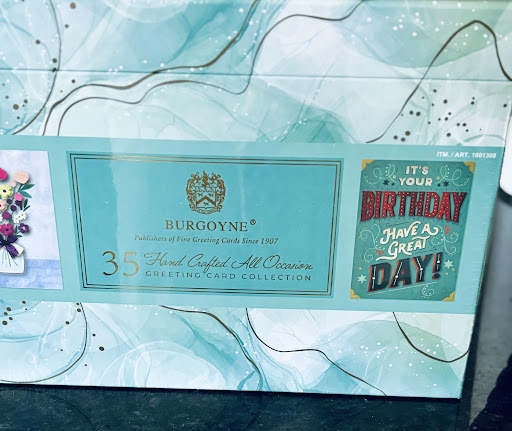 ITM. / ART. 1601308
BURGOYNE®
Publishers of Fine Greeting Cards Since 1907
35 Hand Crafted All Occasion
GREETING CARD COLLECTION
IT'S
YOUR
BIRTHDAY
HAVE A
GREAT
DAY!